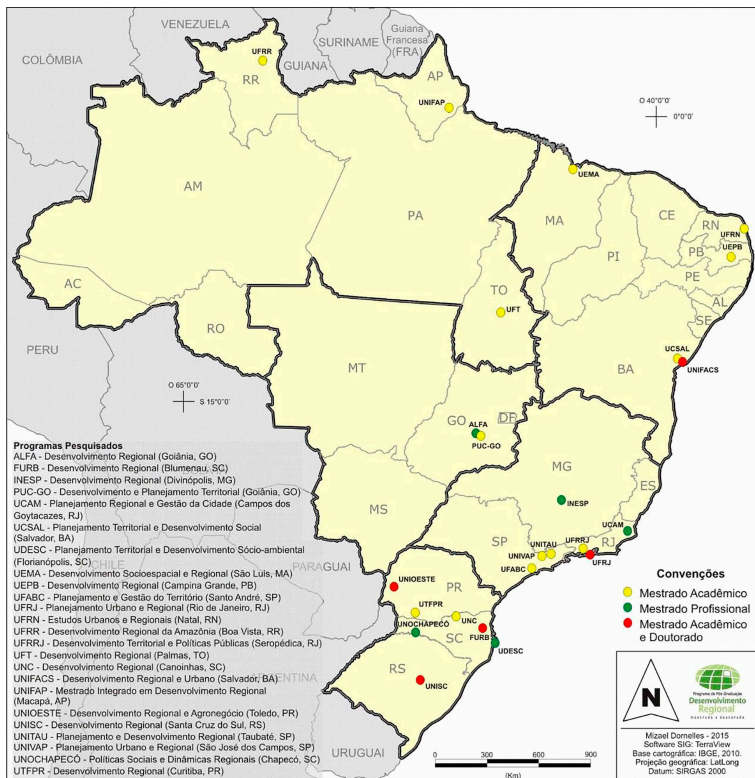 VENEZUELA
SURINAME
Guiana
Francesa
(FRA)
COLÔMBIA
GUIANA
UFRR
RR
AP
UNIFAP
O 40°0'0'
0°0'0'
UEMA
AM
PA
MA
CE
RN
UFRN
PB
UEPB
PI
PE
AC
TO
UFT
AL
SE
RO
PERU
MT
BA
UCSAL
UNIFACS
O 65°0'0'
S 15°0'0'
GO
DF
ALFA
PUC-GO
MG
ES
INESP
UCAM
MS
SP
UNITAU
UFRRJ
RJ
UNIVAP
UFABC
UFRJ
CHILE
PARAGUAI
UNIOESTE
PR
UTFPR
UNC
UNOCHAPECÓ
SC
FURB
UDESC
RS
UNISC
ARGENTINA
URUGUAI
Programas Pesquisados
ALFA - Desenvolvimento Regional (Goiânia, GO)
FURB - Desenvolvimento Regional (Blumenau, SC)
INESP - Desenvolvimento Regional (Divinópolis, MG)
PUC-GO - Desenvolvimento e Planejamento Territorial (Goiânia, GO)
UCAM - Planejamento Regional e Gestão da Cidade (Campos dos
Goytacazes, RJ)
UCSAL - Planejamento Territorial e Desenvolvimento Social
(Salvador, BA)
UDESC - Planejamento Territorial e Desenvolvimento Sócio-ambiental
(Florianópolis, SC)
UEMA - Desenvolvimento Socioespacial e Regional (São Luis, MA)
UEPB - Desenvolvimento Regional (Campina Grande, PB)
UFABC - Planejamento e Gestão do Território (Santo André, SP)
UFRJ - Planejamento Urbano e Regional (Rio de Janeiro, RJ)
UFRN - Estudos Urbanos e Regionais (Natal, RN)
UFRR - Desenvolvimento Regional da Amazônia (Boa Vista, RR)
UFRRJ - Desenvolvimento Territorial e Políticas Públicas (Seropédica, RJ)
UFT - Desenvolvimento Regional (Palmas, TO)
UNC - Desenvolvimento Regional (Canoinhas, SC)
UNIFACS - Desenvolvimento Regional e Urbano (Salvador, BA)
UNIFAP - Mestrado Integrado em Desenvolvimento Regional
(Macapá, AP)
UNIOESTE - Desenvolvimento Regional e Agronegócio (Toledo, PR)
UNISC - Desenvolvimento Regional (Santa Cruz do Sul, RS)
UNITAU - Planejamento e Desenvolvimento Regional (Taubaté, SP)
UNIVAP - Planejamento Urbano e Regional (São José dos Campos, SP)
UNOCHAPECÓ - Políticas Sociais e Dinâmicas Regionais (Chapecó, SC)
UTFPR - Desenvolvimento Regional (Curitiba, PR)
Convenções
Mestrado Acadêmico
Mestrado Profissional
Mestrado Acadêmico
e Doutorado
0 300 600 900
(Km)
N
Programa de Pós-Graduação
Desenvolvimento
Regional
Mestrado e Doutorado
Mizael Dornelles - 2015
Software SIG: TerraView
Base cartográfica: IBGE, 2010.
Projeção geográfica: LatLong
Datum: SIRGAS 2000